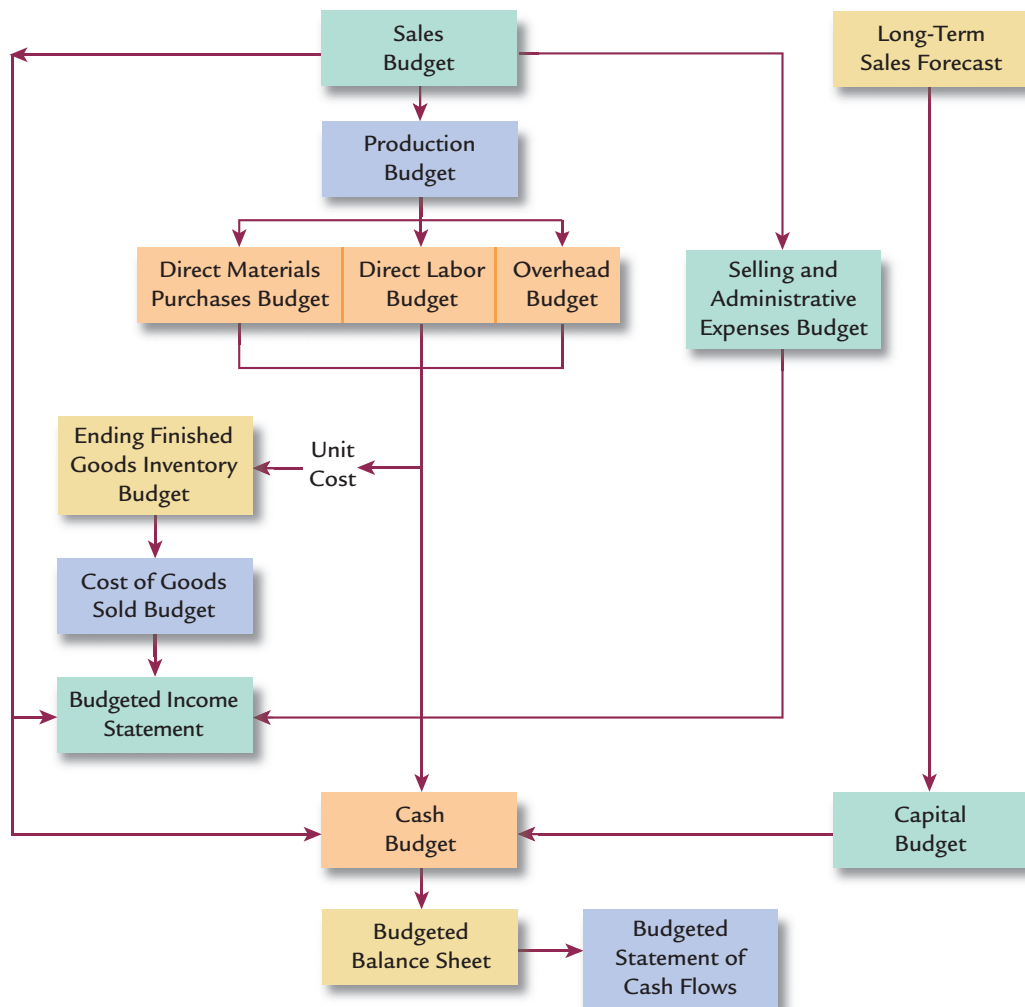 Sales
Budget
Long-Term
Sales Forecast
Production
Budget
Direct Materials
Purchases Budget
Direct Labor
Budget
Overhead
Budget
Selling and
Administrative
Expenses Budget
Ending Finished
Goods Inventory
Budget
Unit
Cost
Cost of Goods
Sold Budget
Budgeted Income
Statement
Cash
Budget
Capital
Budget
Budgeted
Balance Sheet
Budgeted
Statement of
Cash Flows